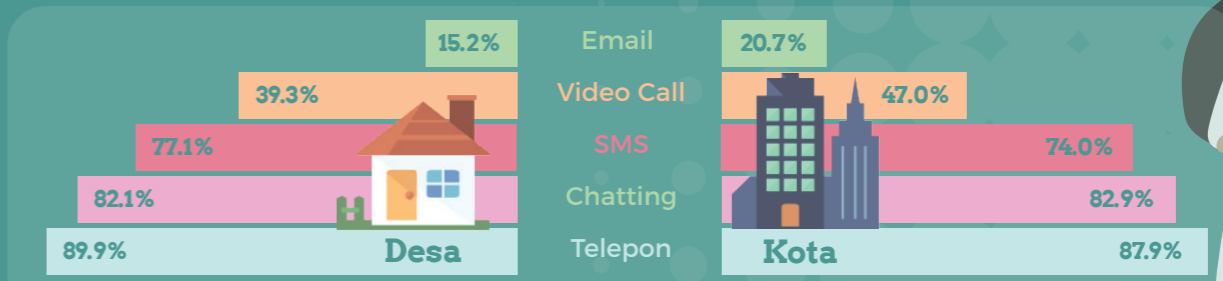 15.2% Email 20.7%
39.3% Video Call 47.0%
77.1% SMS 74.0%
82.1% Chatting 82.9%
89.9% Desa Telepon Kota 87.9%